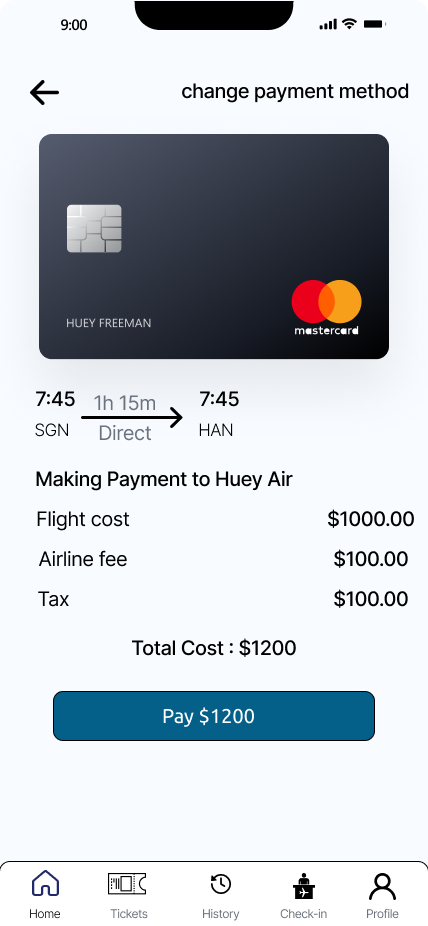 9:00
change payment method
HUEY FREEMAN
mastercard
7:45 1h 15m 7:45
SGN Direct HAN
Making Payment to Huey Air
Flight cost $1000.00
Airline fee $100.00
Tax $100.00
Total Cost : $1200
Pay $1200
Home Tickets History Check-in Profile